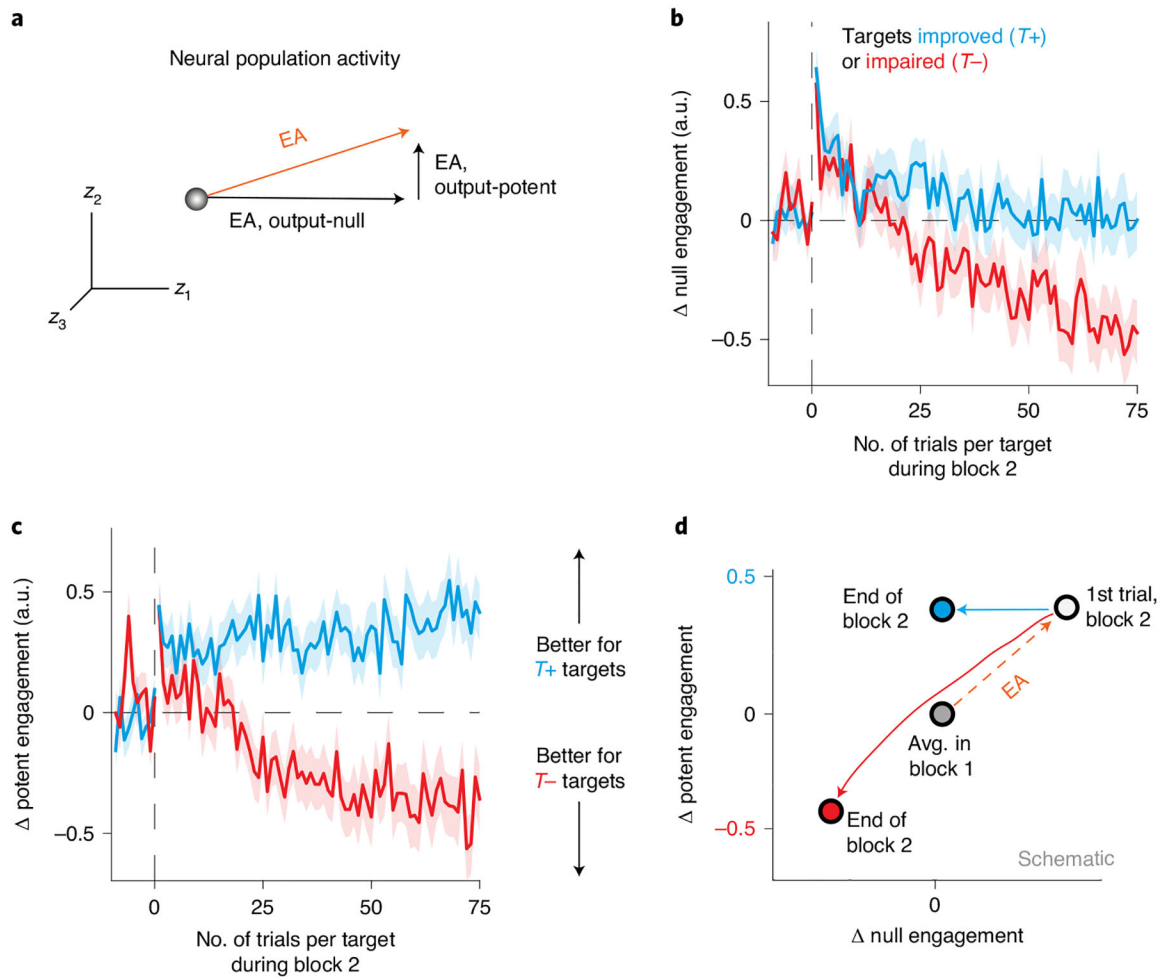 a
Neural population activity
EA
EA,
output-potent
EA, output-null
z2
z1
z3
b
Targets improved (T+)
or impaired (T–)
Δ null engagement (a.u.)
0.5
0
–0.5
0
25
50
75
No. of trials per target
during block 2
c
Δ potent engagement (a.u.)
0.5
0
–0.5
0
25
50
75
No. of trials per target
during block 2
Better for
T+ targets
Better for
T– targets
d
Δ potent engagement
0.5
0
–0.5
End of
block 2
1st trial,
block 2
EA
Avg. in
block 1
End of
block 2
Schematic
0
Δ null engagement